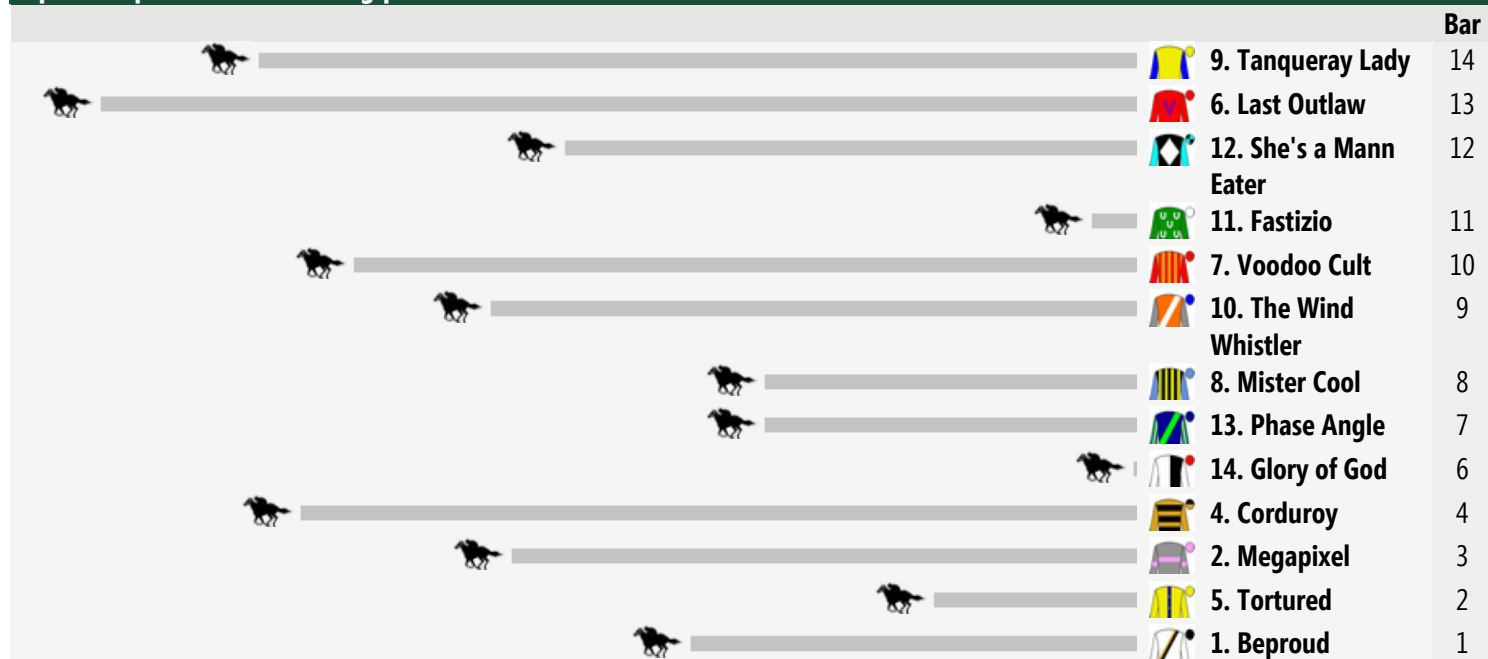 Bar
9. Tanqueray Lady 14
6. Last Outlaw 13
12. She's a Mann 12
Eater
11. Fastizio 11
7. Voodoo Cult 10
10. The Wind 9
Whistler
8. Mister Cool 8
13. Phase Angle 7
14. Glory of God 6
4. Corduroy 4
2. Megapixel 3
5. Tortured 2
1. Beproud 1